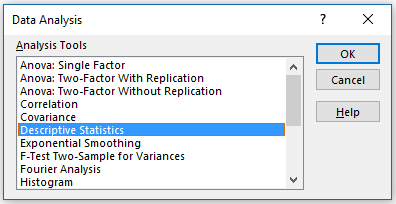 Data Analysis
?
Analysis Tools
Anova: Single Factor
Anova: Two-Factor With Replication
Anova: Two-Factor Without Replication
Correlation
Covariance
Descriptive Statistics
Exponential Smoothing
F-Test Two-Sample for Variances
Fourier Analysis
Histogram
OK
Cancel
Help